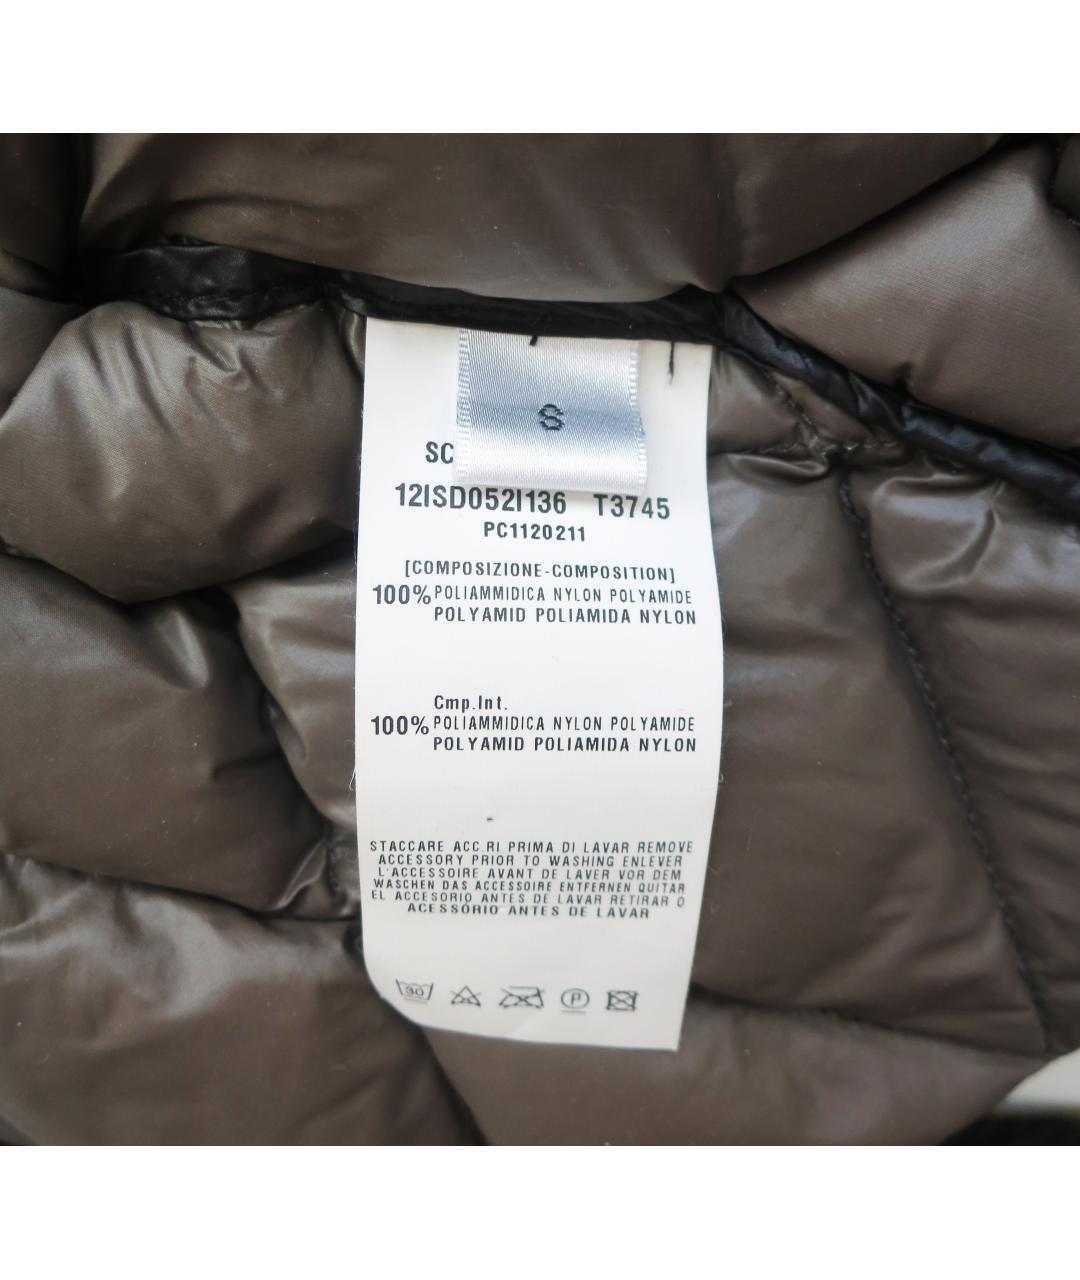 S
SC
12ISD052I136 T3745
PC1120211
[COMPOSIZIONE-COMPOSITION]
100% POLIAMMIDICA NYLON POLYAMIDE
POLYAMID POLIAMIDA NYLON
Cmp.Int.
100% POLIAMMIDICA NYLON POLYAMIDE
POLYAMID POLIAMIDA NYLON
STACCARE ACC.RI PRIMA DI LAVAR REMOVE
ACCESSORY PRIOR TO WASHING ENLEVER
L'ACCESSOIRE AVANT DE LAVER VOR DEM
WASCHEN DAS ACCESSOIRE ENTFERNEN QUITAR
EL ACCESORIO ANTES DE LAVAR RETIRAR O
ACESSÓRIO ANTES DE LAVAR
30 P